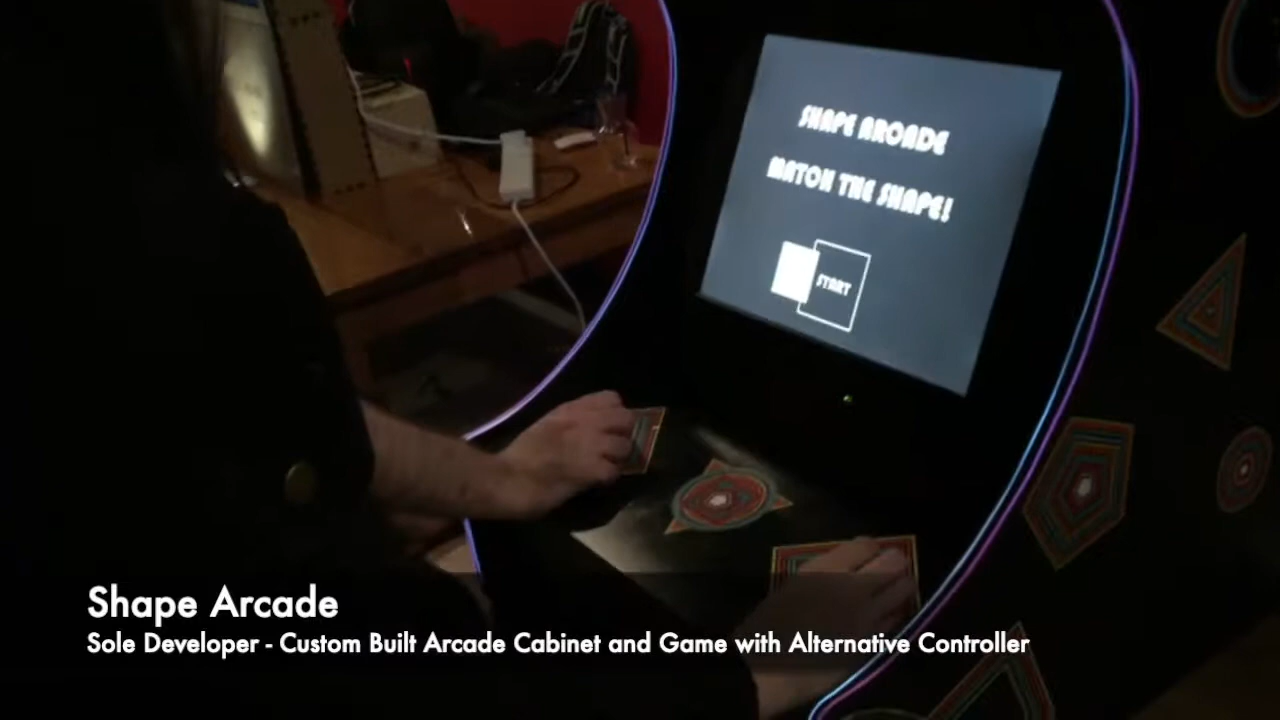 SHAPE ARCADE
MATCH THE SHAPE!
START
Shape Arcade
Sole Developer - Custom Built Arcade Cabinet and Game with Alternative Controller